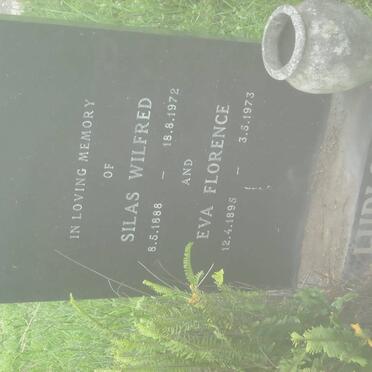 IN LOVING MEMORY
OF
SILAS WILFRED
8.5.1888 – 18.8.1972
AND
EVA FLORENCE
12.4.1895 – 3.6.1973